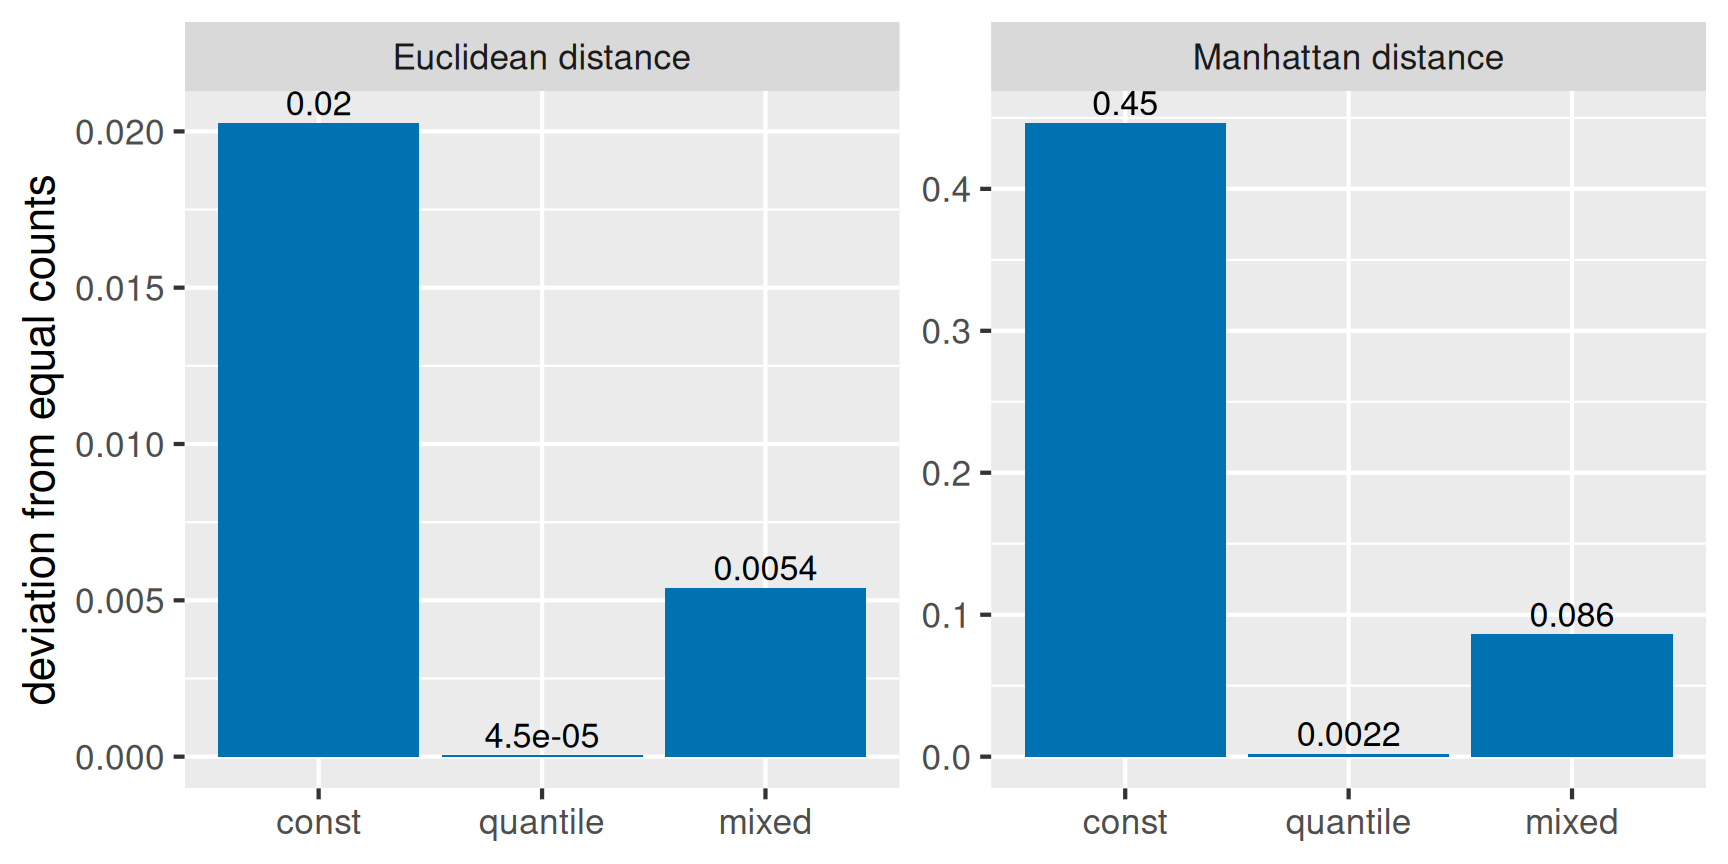 Euclidean distance
Manhattan distance
deviation from equal counts
0.020
0.015
0.010
0.005
0.000
0.02
4.5e-05
0.0054
const
quantile
mixed
0.4
0.3
0.2
0.1
0.0
0.45
0.0022
0.086
const
quantile
mixed